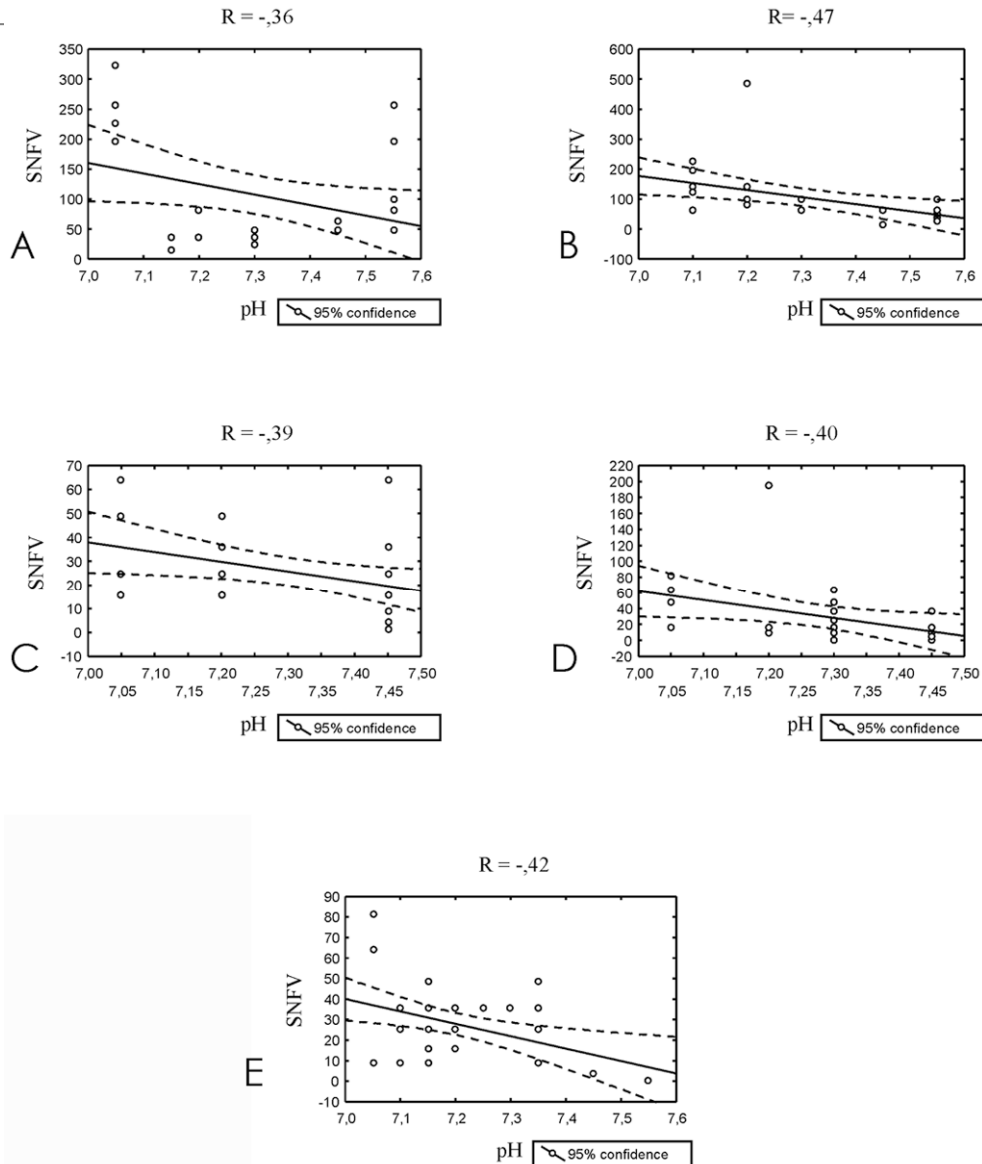 R = -,36
350
300
250
200
150
100
50
0
SNFV
A
7,0 7,1 7,2 7,3 7,4 7,5 7,6
pH
95% confidence
R= -,47
600
500
400
300
200
100
0
-100
SNFV
B
7,0 7,1 7,2 7,3 7,4 7,5 7,6
pH
95% confidence
R = -,39
70
60
50
40
30
20
10
0
-10
SNFV
C
7,00 7,10 7,20 7,30 7,40 7,50
7,05 7,15 7,25 7,35 7,45
pH
95% confidence
R = -,40
220
200
180
160
140
120
100
80
60
40
20
0
-20
SNFV
D
7,00 7,10 7,20 7,30 7,40 7,50
7,05 7,15 7,25 7,35 7,45
pH
95% confidence
R = -,42
90
80
70
60
50
40
30
20
10
0
-10
SNFV
E
7,0 7,1 7,2 7,3 7,4 7,5 7,6
pH
95% confidence